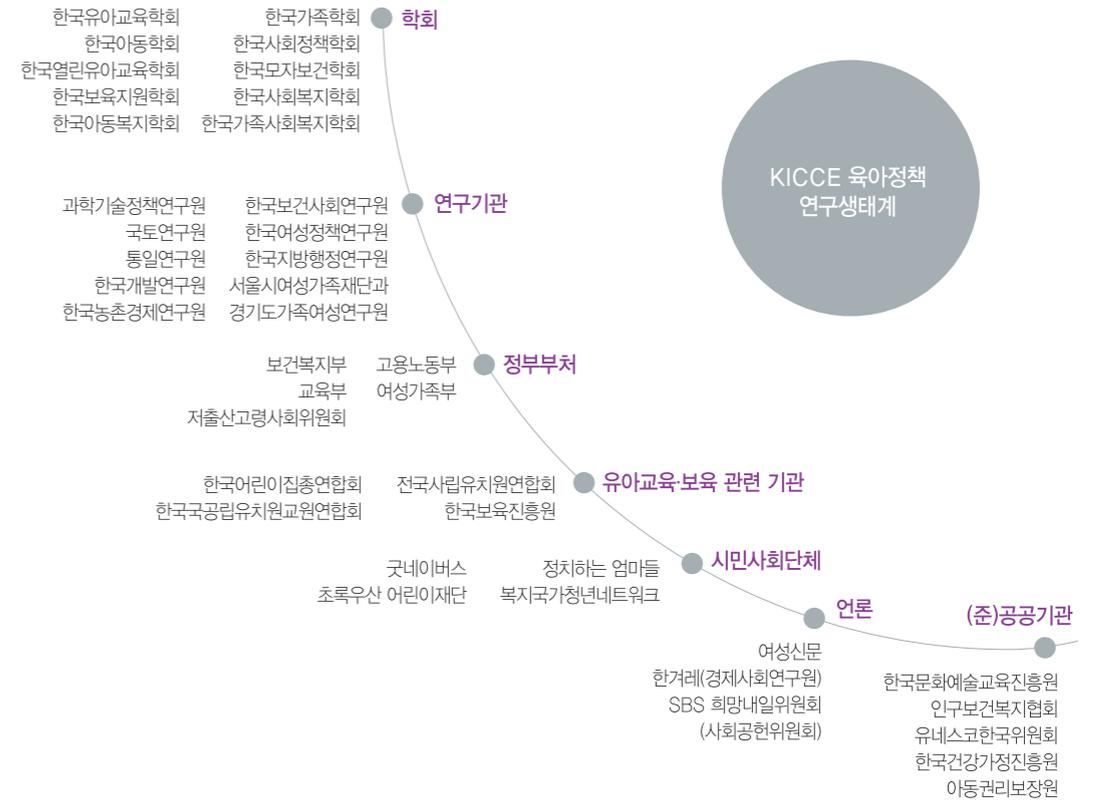 학회
한국유아교육학회 한국가족학회
한국아동학회 한국사회정책학회
한국열린유아교육학회 한국모자보건학회
한국보육지원학회 한국사회복지학회
한국아동복지학회 한국가족사회복지학회
KICCE 육아정책
연구생태계
연구기관
과학기술정책연구원 한국보건사회연구원
국토연구원 한국여성정책연구원
통일연구원 한국지방행정연구원
한국개발연구원 서울시여성가족재단과
한국농촌경제연구원 경기도가족여성연구원
정부부처
보건복지부 고용노동부
교육부 여성가족부
저출산고령사회위원회
유아교육·보육 관련 기관
한국어린이집총연합회 전국사립유치원연합회
한국국공립유치원교원연합회 한국보육진흥원
시민사회단체
굿네이버스 정치하는 엄마들
초록우산 어린이재단 복지국가청년네트워크
언론
여성신문
한겨레(경제사회연구원)
SBS 희망내일위원회
(사회공헌위원회)
(준)공공기관
한국문화예술교육진흥원
인구보건복지협회
유네스코한국위원회
한국건강가정진흥원
아동권리보장원